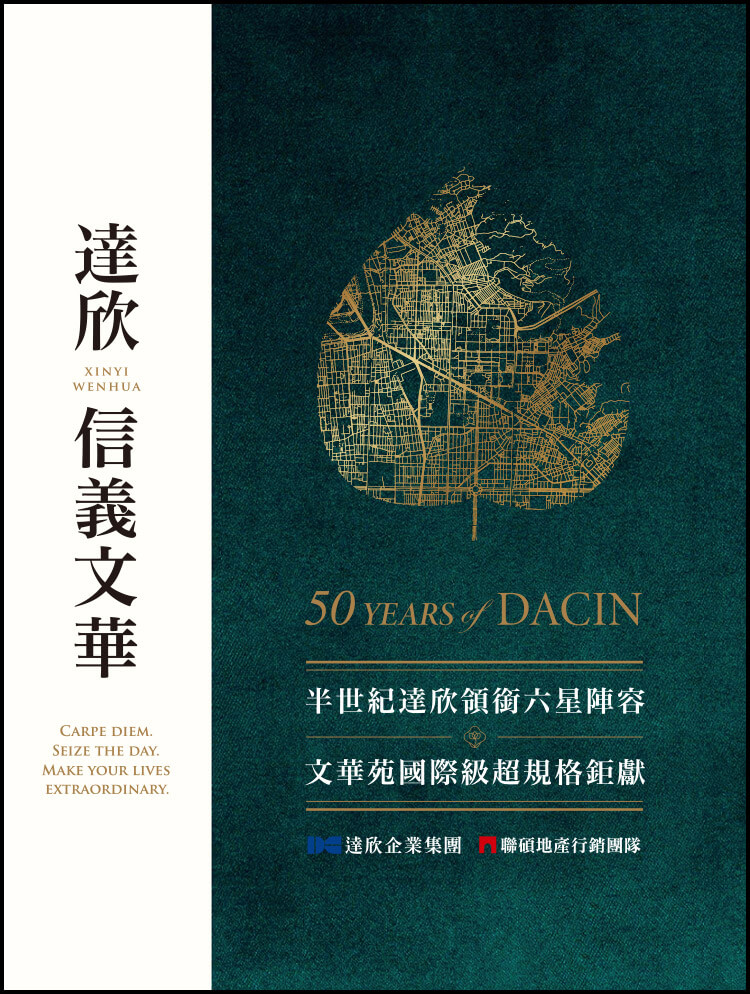 達欣
XINYI
WENHUA
信義文華
CARPE DIEM.
SEIZE THE DAY.
MAKE YOUR LIVES
EXTRAORDINARY.
50 YEARS of DACIN
半世紀達欣領銜六星陣容
文華苑國際級超規格鉅獻
達欣企業集團 聯碩地產行銷團隊